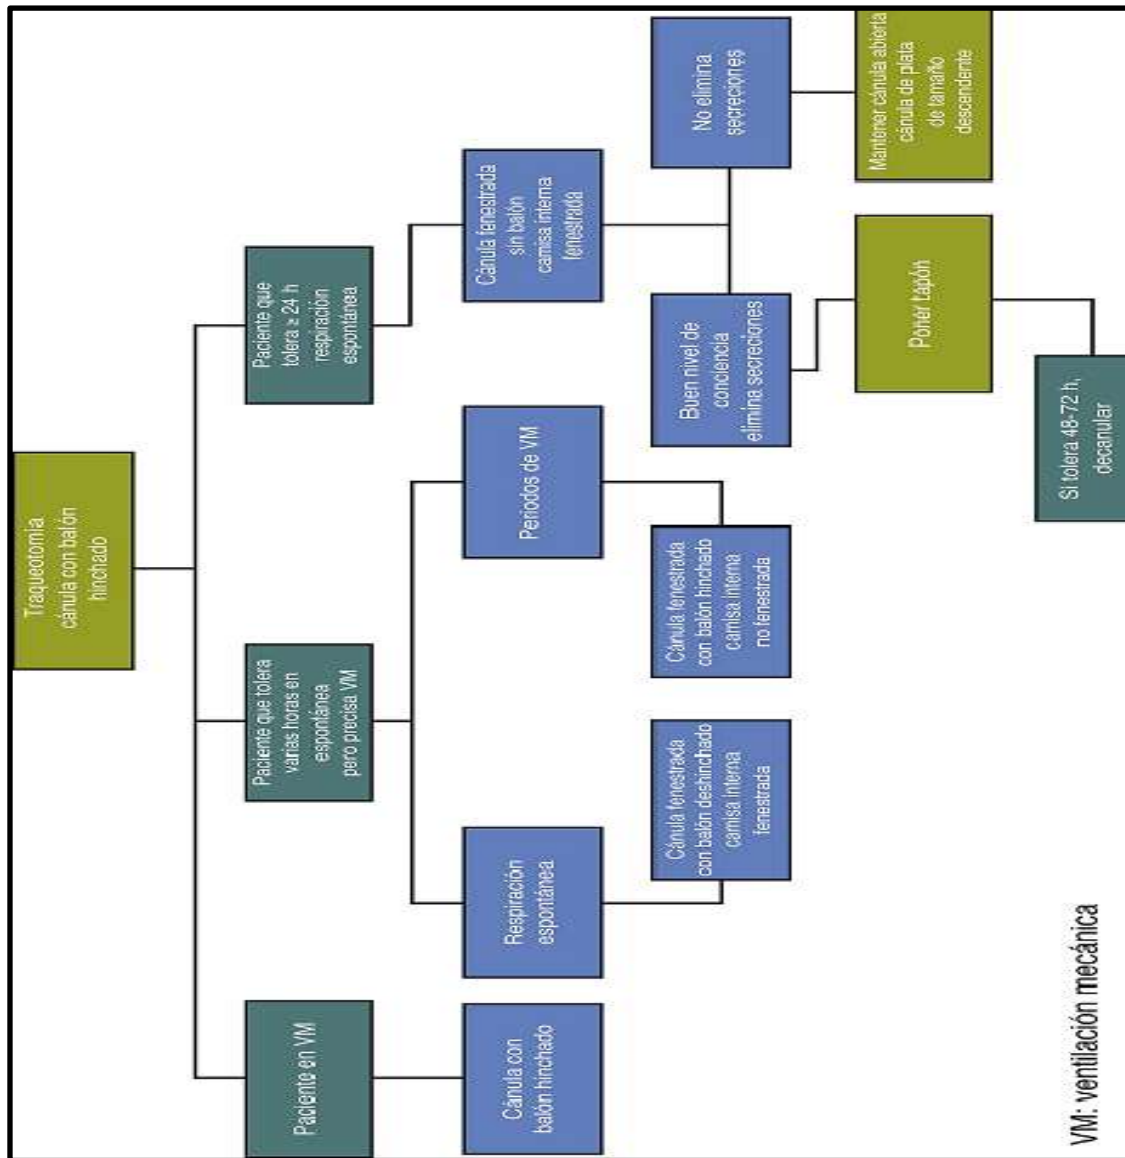 Traqueotomía
cánula con balón
hinchado
Paciente en VM
Paciente que tolera
varias horas en
espontánea
pero precisa VM
Paciente que
tolera ≥ 24 h
respiración
espontánea
Cánula con
balón hinchado
Respiración
espontánea
Periodos de VM
Cánula fenestrada
sin balón
camisa interna
fenestrada
Cánula fenestrada
con balón deshinchado
camisa interna
fenestrada
Cánula fenestrada
con balón hinchado
camisa interna
no fenestrada
Buen nivel de
conciencia
elimina secreciones
No elimina
secreciones
Poner tapón
Mantener cánula abierta
cánula de plata
de tamaño
descendente
Si tolera 48-72 h,
decanular
VM: ventilación mecánica